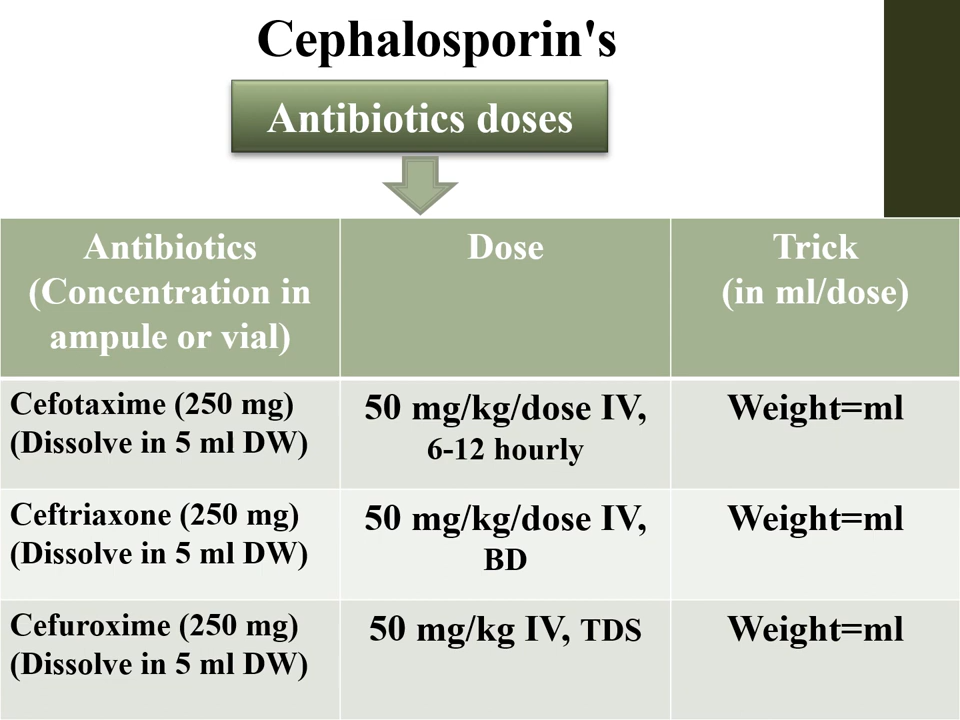 Cephalosporin's
Antibiotics doses
Antibiotics
(Concentration in
ampule or vial)
Dose
Trick
(in ml/dose)
Cefotaxime (250 mg)
(Dissolve in 5 ml DW)
50 mg/kg/dose IV,
6-12 hourly
Weight=ml
Ceftriaxone (250 mg)
(Dissolve in 5 ml DW)
50 mg/kg/dose IV,
BD
Weight=ml
Cefuroxime (250 mg)
(Dissolve in 5 ml DW)
50 mg/kg IV, TDS
Weight=ml